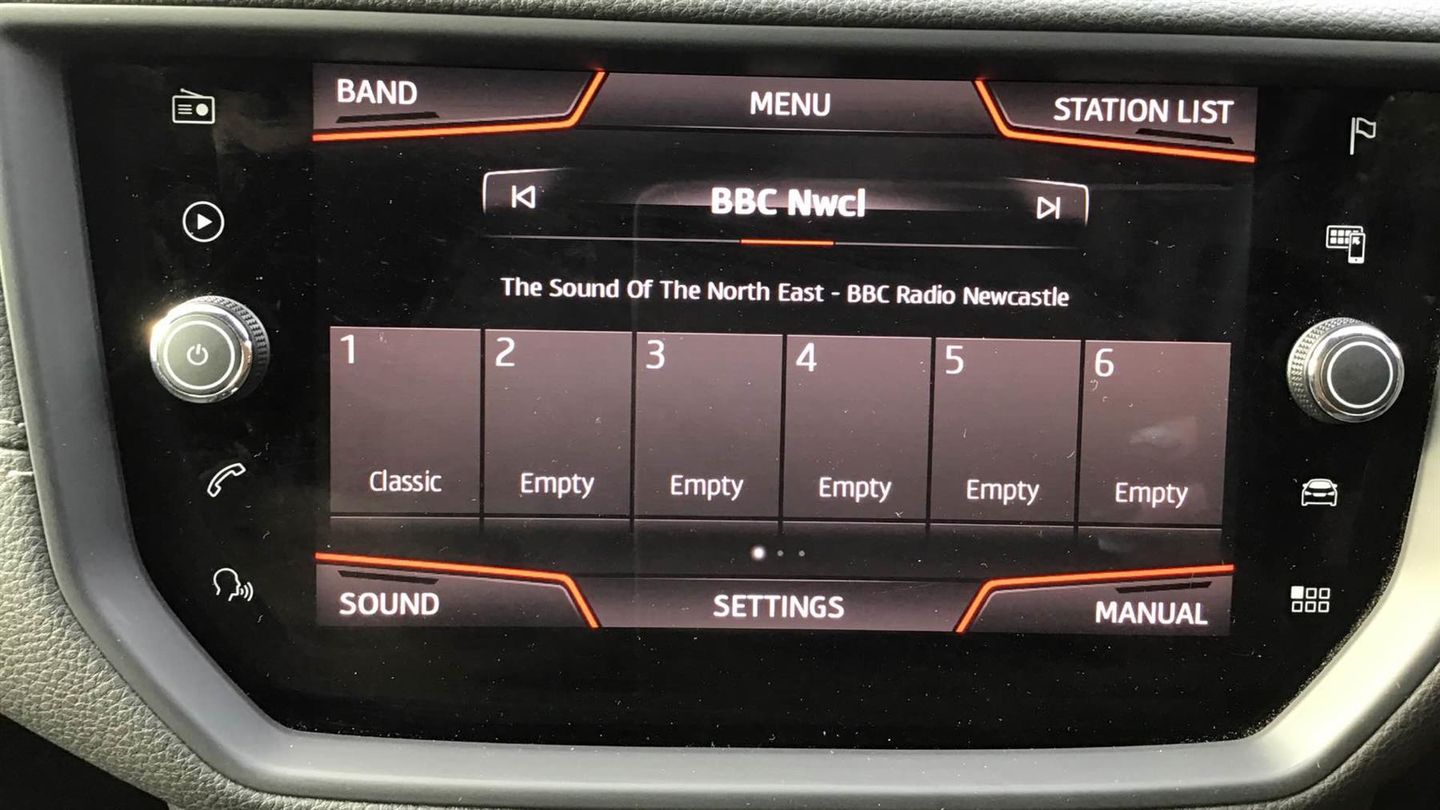 BAND
MENU
STATION LIST
BBC Nwcl
The Sound Of The North East - BBC Radio Newcastle
1 2 3 4 5 6
Classic Empty Empty Empty Empty Empty
SOUND
SETTINGS
MANUAL